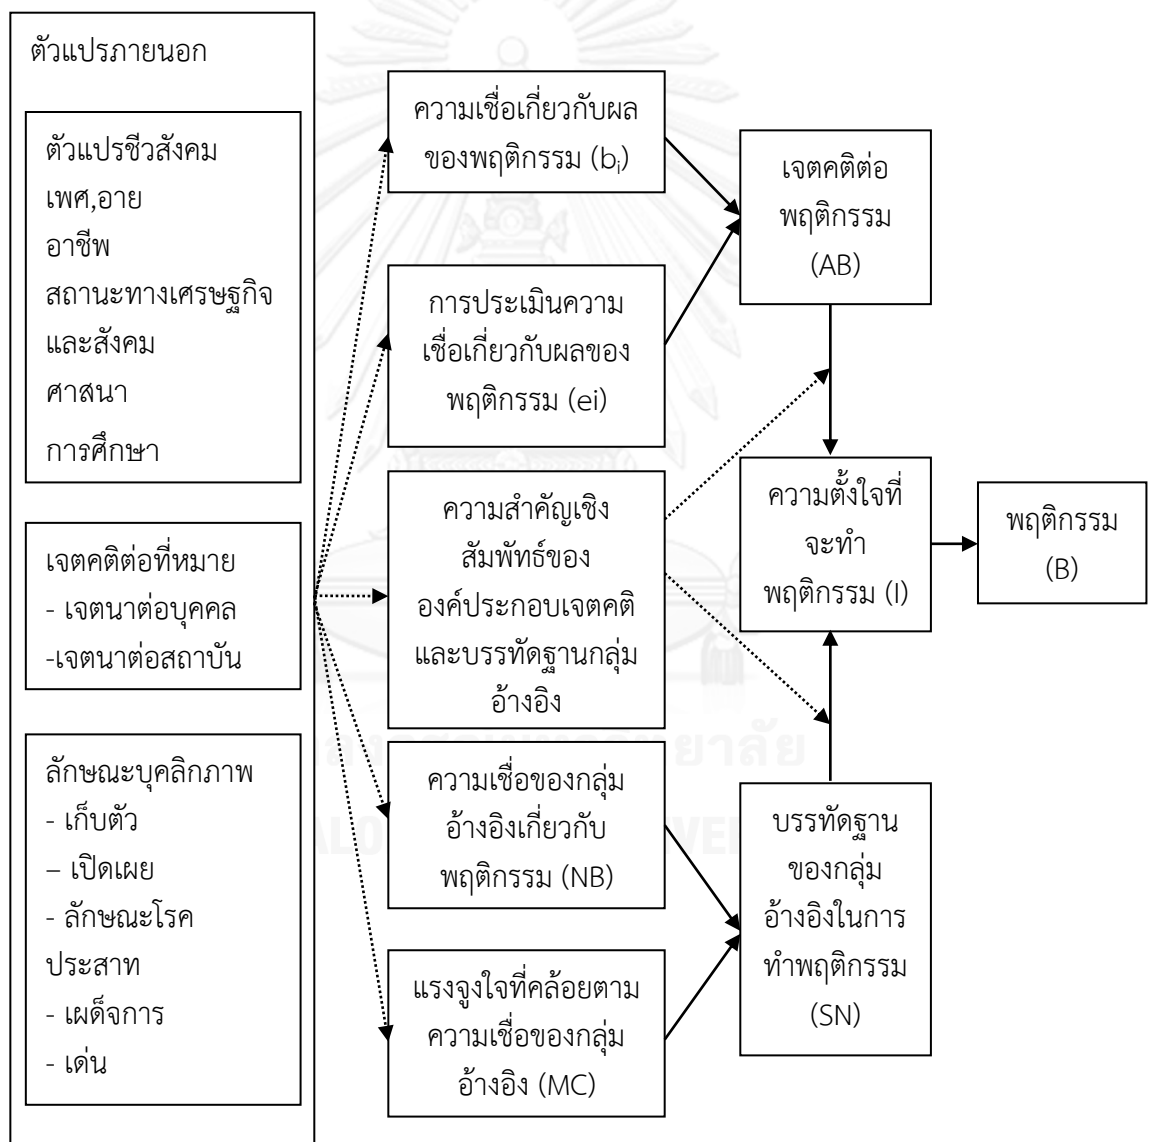 ตัวแปรภายนอก
ตัวแปรชีวสังคม
เพศ,อาย
อาชีพ
สถานะทางเศรษฐกิจ
และสังคม
ศาสนา
การศึกษา
เจตคติต่อที่หมาย
- เจตนาต่อบุคคล
-เจตนาต่อสถาบัน
ลักษณะบุคลิกภาพ
- เก็บตัว
– เปิดเผย
- ลักษณะโรค
ประสาท
- เผด็จการ
- เด่น
ความเชื่อเกี่ยวกับผล
ของพฤติกรรม (bi)
การประเมินความ
เชื่อเกี่ยวกับผลของ
พฤติกรรม (ei)
ความสำคัญเชิง
สัมพัทธ์ของ
องค์ประกอบเจตคติ
และบรรทัดฐานกลุ่ม
อ้างอิง
ความเชื่อของกลุ่ม
อ้างอิงเกี่ยวกับ
พฤติกรรม (NB)
แรงจูงใจที่คล้อยตาม
ความเชื่อของกลุ่ม
อ้างอิง (MC)
เจตคติต่อ
พฤติกรรม
(AB)
ความตั้งใจที่
จะทำ
พฤติกรรม (I)
บรรทัดฐาน
ของกลุ่ม
อ้างอิงในการ
ทำพฤติกรรม
(SN)
พฤติกรรม
(B)